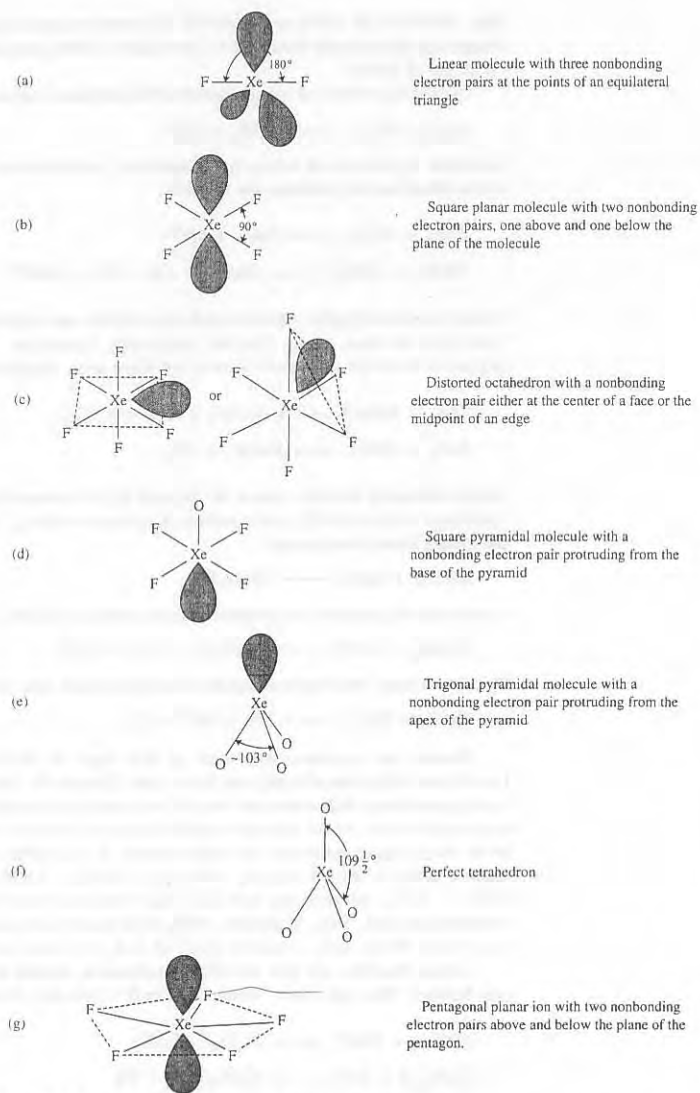 (a)
180°
F Xe F
Linear molecule with three nonbonding
electron pairs at the points of an equilateral
triangle
(b)
F F
Xe 90°
F F
Square planar molecule with two nonbonding
electron pairs, one above and one below the
plane of the molecule
(c)
F
F F
Xe
F F
F
or
F
F F
Xe
F F
F
Distorted octahedron with a nonbonding
electron pair either at the center of a face or the
midpoint of an edge
(d)
O
F F
Xe
F F
Square pyramidal molecule with a
nonbonding electron pair protruding from the
base of the pyramid
(e)
Xe
O
O ~103° O
Trigonal pyramidal molecule with a
nonbonding electron pair protruding from the
apex of the pyramid
(f)
O
109 1/2°
Xe
O
O O
Perfect tetrahedron
(g)
F F
Xe F
F F
Pentagonal planar ion with two nonbonding
electron pairs above and below the plane of the
pentagon.